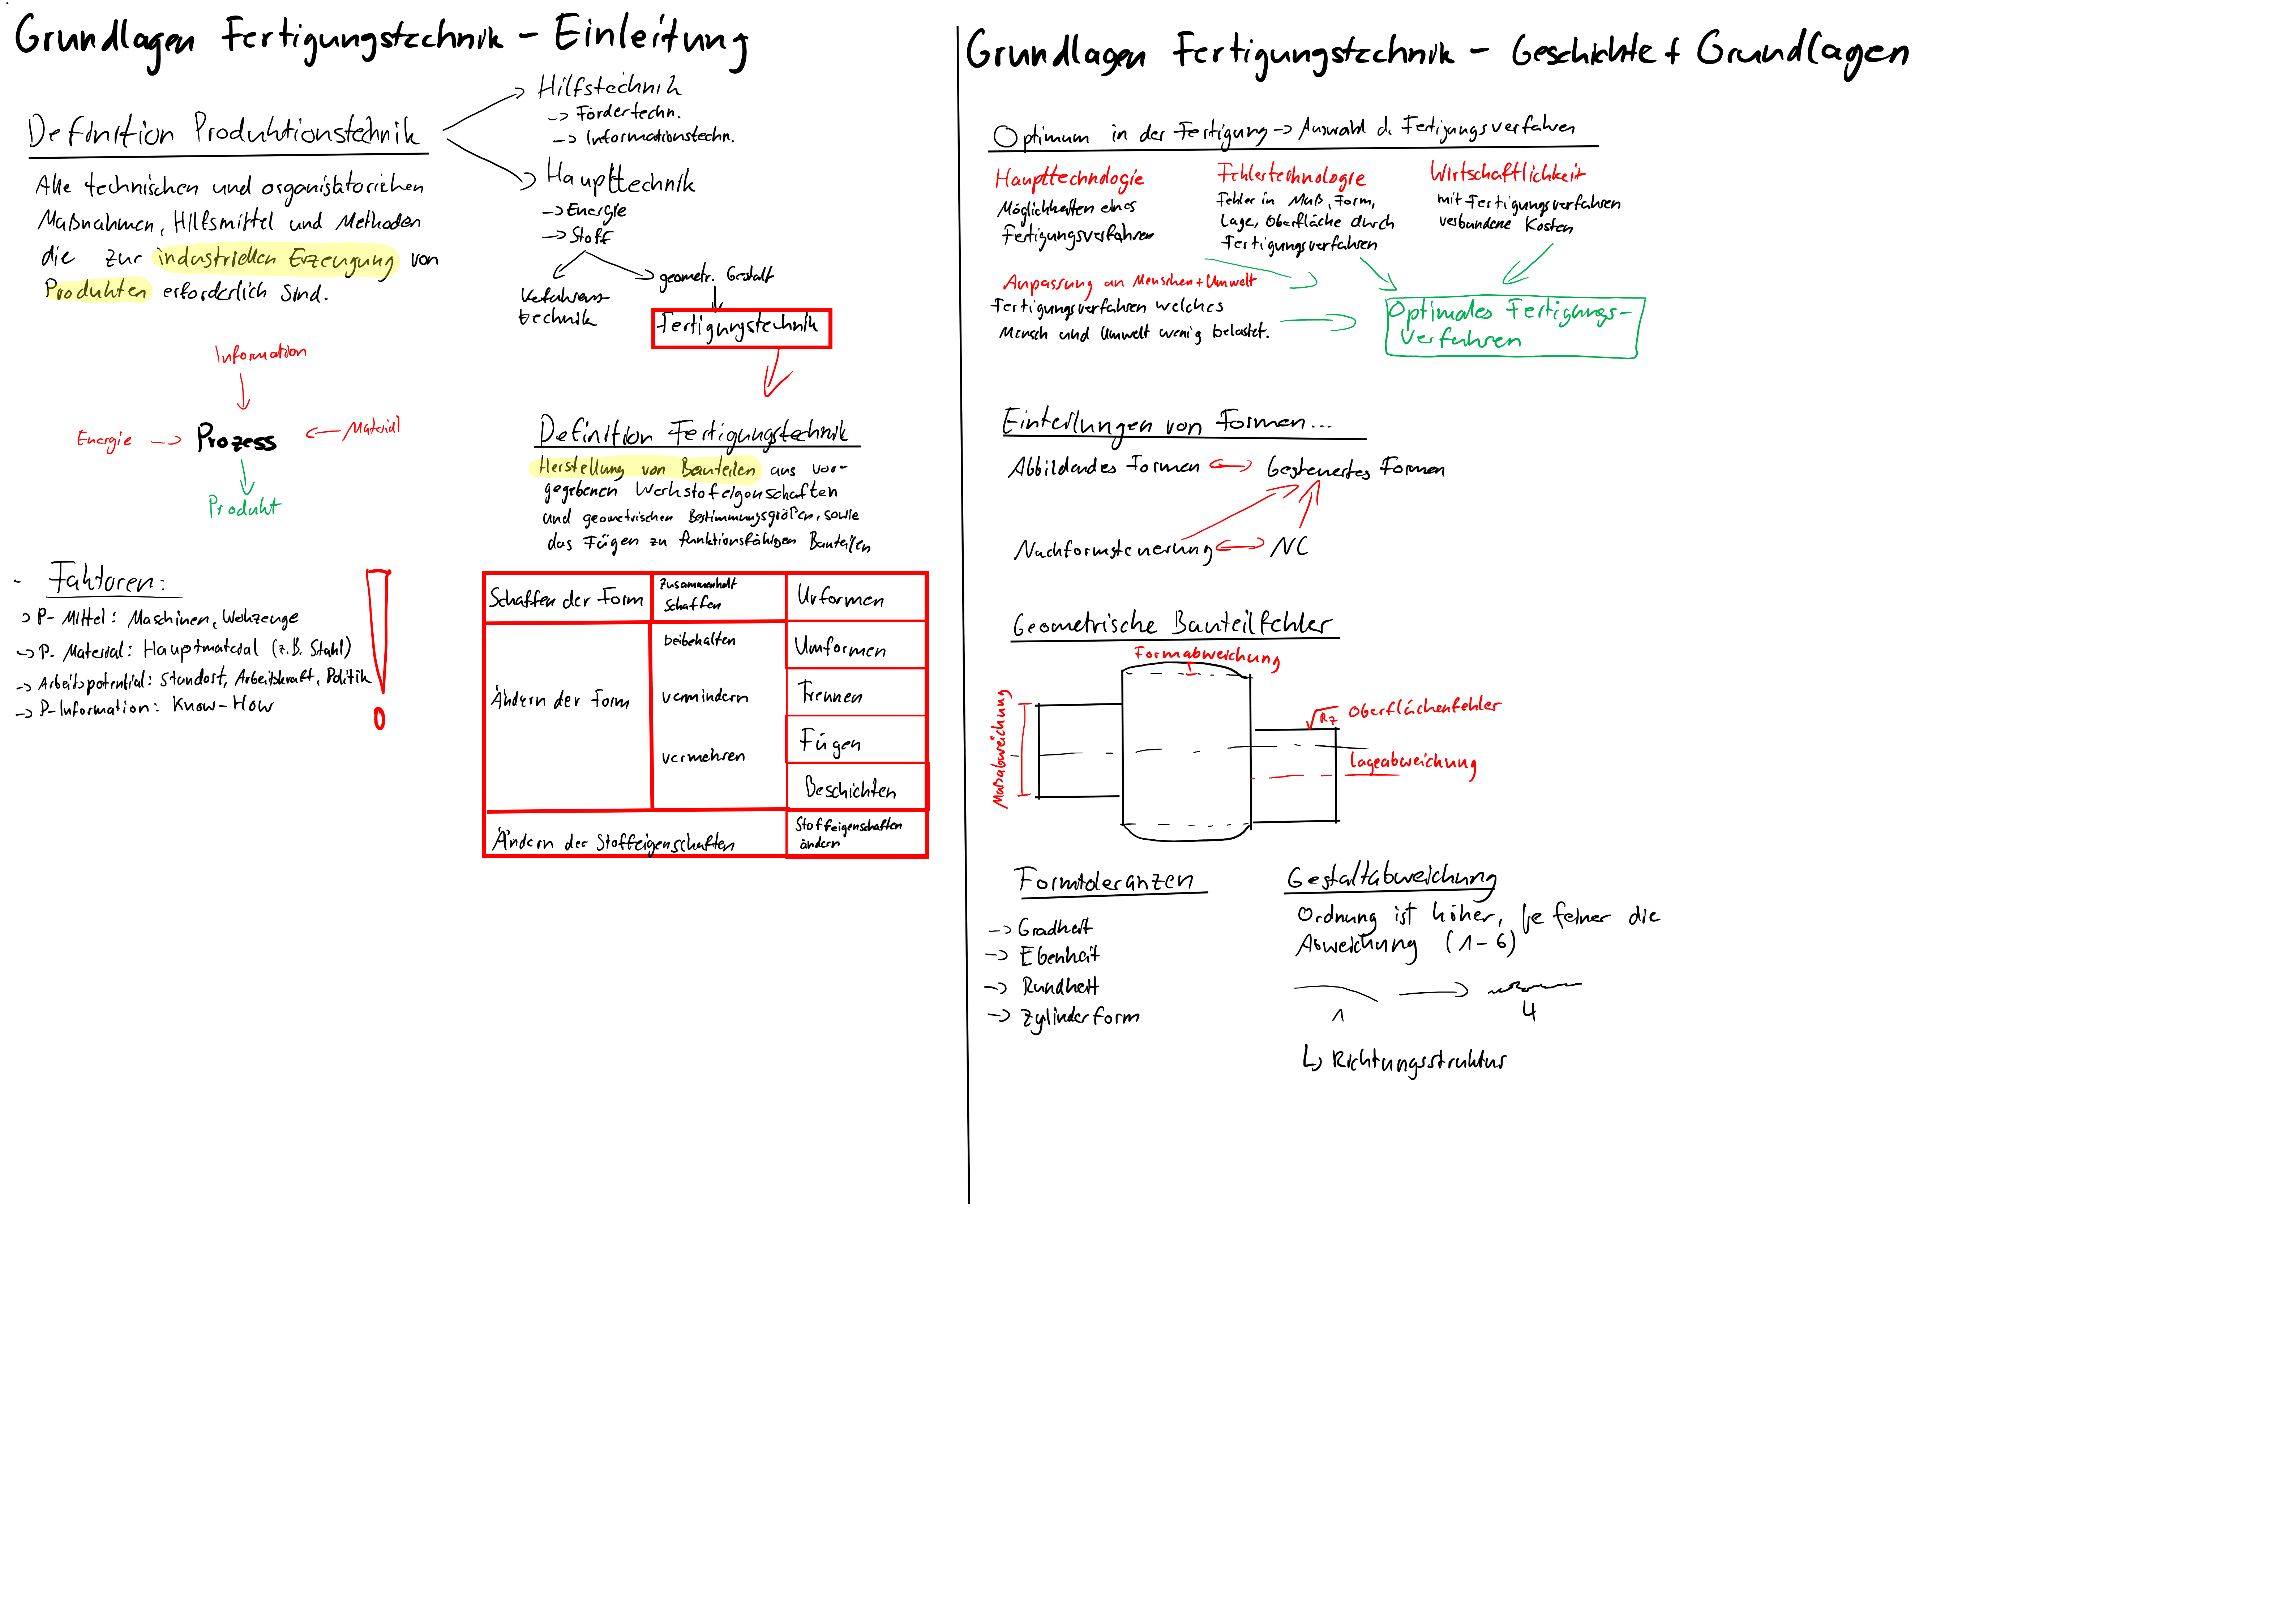 Grundlagen Fertigungstechnik – Einleitung
Definition Produktionstechnik
Alle technischen und organisatorischen
Maßnahmen, Hilfsmittel und Methoden
die zur industriellen Erzeugung von
Produkten erforderlich sind.
-> Hilfstechnik
-> Fördertechn.
-> Informationstechn.
-> Haupttechnik
-> Energie
-> Stoff
Verfahrens-
technik
geometr. Gestalt
Fertigungstechnik
Information
Energie -> Prozess <- Material
Produkt
- Faktoren:
-> P-Mittel: Maschinen, Werkzeuge
-> P-Material: Hauptmaterial (z.B. Stahl)
-> Arbeitspotential: Standort, Arbeitskraft, Politik
-> P-Information: Know-How
!
Definition Fertigungstechnik
Herstellung von Bauteilen aus vor-
gegebenen Werkstoffeigenschaften
und geometrischen Bestimmungsgrößen, sowie
das Fügen zu funktionsfähigen Bauteilen
Schaffen der Form
Zusammenhalt
schaffen
Urformen
Ändern der Form
beibehalten
Umformen
vermindern
Trennen
vermehren
Fügen
Beschichten
Ändern der Stoffeigenschaften
Stoffeigenschaften
ändern
Grundlagen Fertigungstechnik – Geschichte + Grundlagen
Optimum in der Fertigung -> Auswahl d. Fertigungsverfahren
Haupttechnologie
Möglichkeiten eines
Fertigungsverfahren
Fehlertechnologie
Fehler in Maß, Form,
Lage, Oberfläche durch
Fertigungsverfahren
Wirtschaftlichkeit
mit Fertigungsverfahren
verbundene Kosten
Anpassung an Menschen + Umwelt
Fertigungsverfahren welches
Mensch und Umwelt wenig belastet.
Optimales Fertigungs-
verfahren
Einteilungen von Formen...
Abbildendes Formen <-> Gesteuertes Formen
Nachformsteuerung <-> NC
Geometrische Bauteilfehler
Formabweichung
Maßabweichung
√Rz Oberflächenfehler
Lageabweichung
Formtoleranzen
-> Gradheit
-> Ebenheit
-> Rundheit
-> Zylinderform
Gestaltabweichung
Ordnung ist höher, je feiner die
Abweichung (1-6)
1 -> 4
↳ Richtungsstruktur